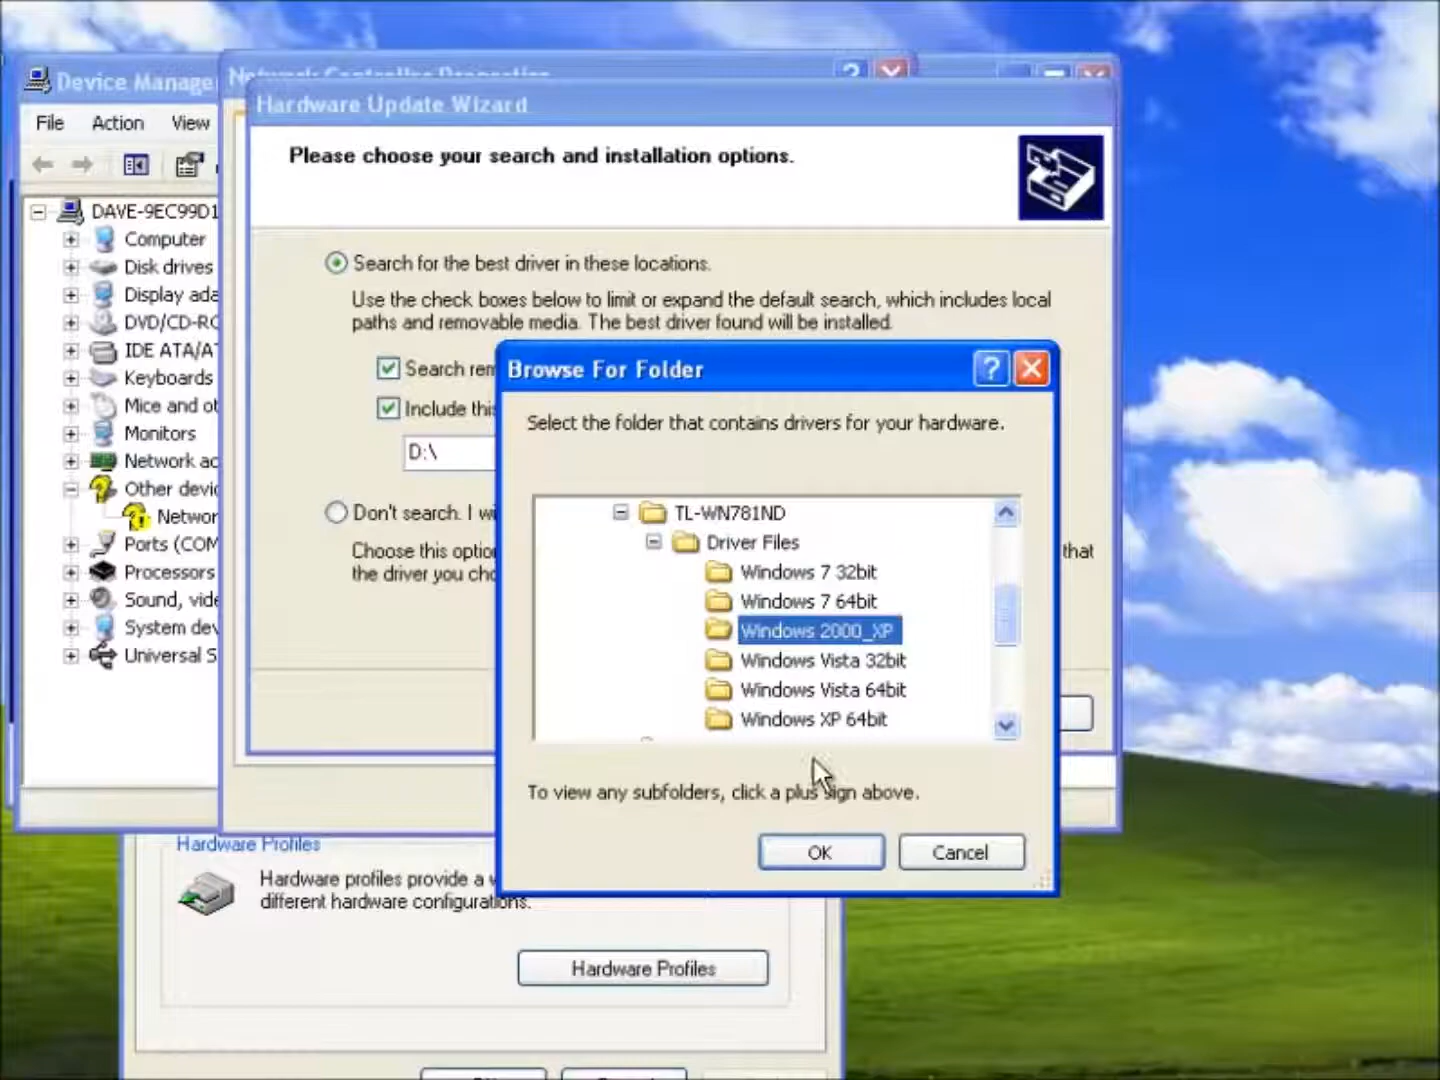 Device Manage
Network Controller Properties
Hardware Update Wizard
File Action View
Please choose your search and installation options.
DAVE-9EC99D1
Computer
Disk drives
Display ada
DVD/CD-RO
IDE ATA/AT
Keyboards
Mice and ot
Monitors
Network ac
Other devic
Networ
Ports (COM
Processors
Sound, vide
System dev
Universal S
Search for the best driver in these locations.
Use the check boxes below to limit or expand the default search, which includes local
paths and removable media. The best driver found will be installed.
Search rem
Include this
D:\
Don't search. I wi
Choose this optio
that
the driver you cho
Browse For Folder
Select the folder that contains drivers for your hardware.
TL-WN781ND
Driver Files
Windows 7 32bit
Windows 7 64bit
Windows 2000_XP
Windows Vista 32bit
Windows Vista 64bit
Windows XP 64bit
To view any subfolders, click a plus sign above.
OK Cancel
Hardware Profiles
Hardware profiles provide a w
different hardware configurations.
Hardware Profiles